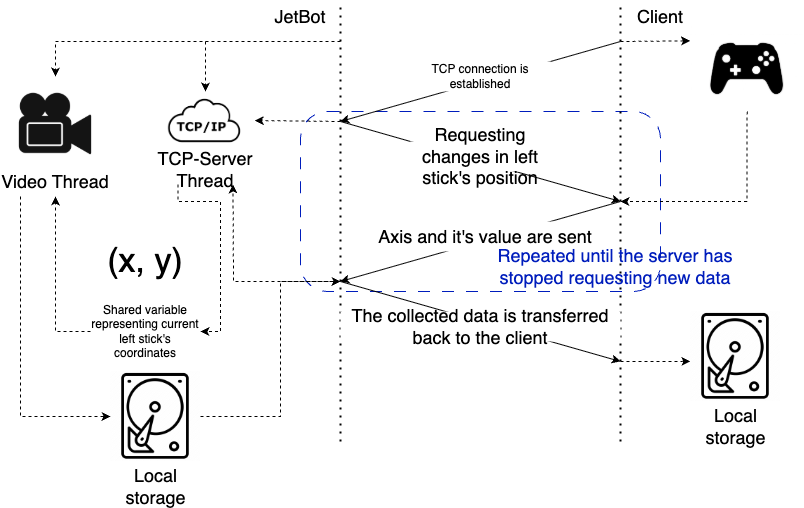 JetBot
Client
TCP connection is
established
TCP/IP
TCP-Server
Thread
Video Thread
Requesting
changes in left
stick's position
Axis and it's value are sent
Repeated until the server has
stopped requesting new data
(x, y)
Shared variable
representing current
left stick's
coordinates
The collected data is transferred
back to the client
Local
storage
Local
storage